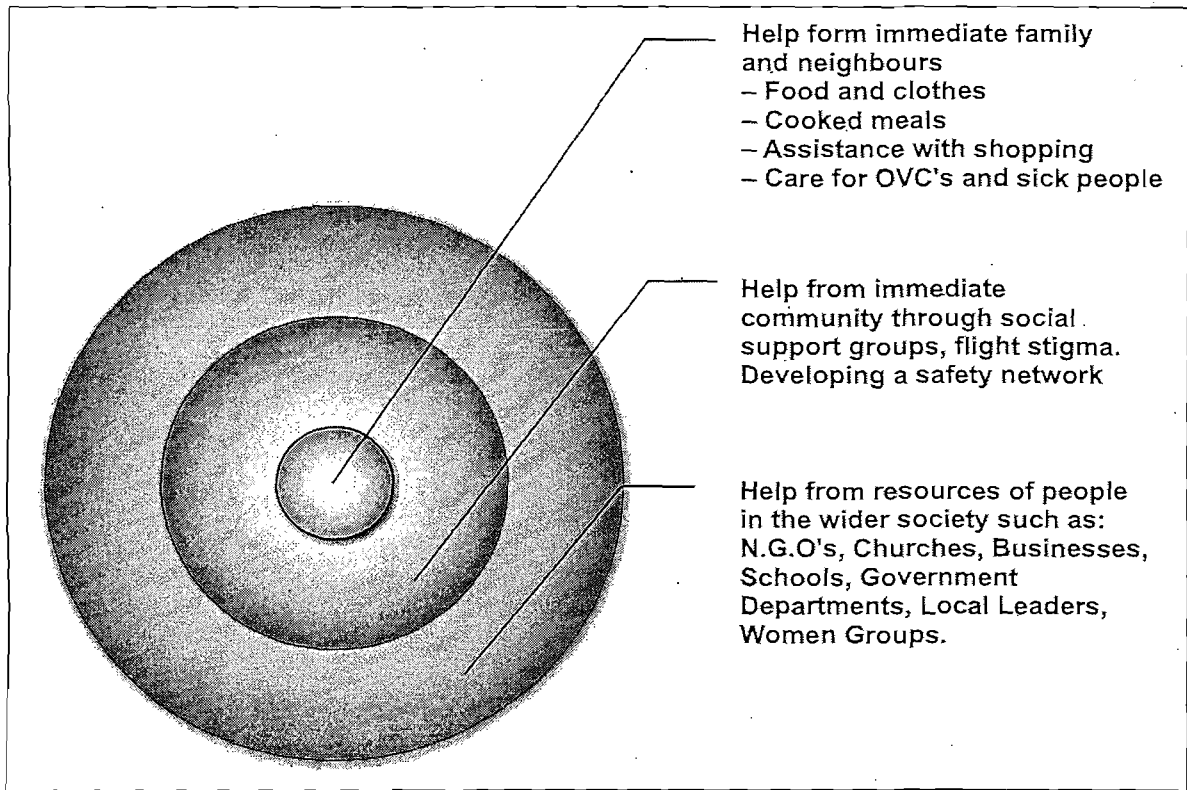 Help form immediate family
and neighbours
– Food and clothes
– Cooked meals
– Assistance with shopping
– Care for OVC's and sick people
Help from immediate
community through social
support groups, flight stigma.
Developing a safety network
Help from resources of people
in the wider society such as:
N.G.O's, Churches, Businesses,
Schools, Government
Departments, Local Leaders,
Women Groups.